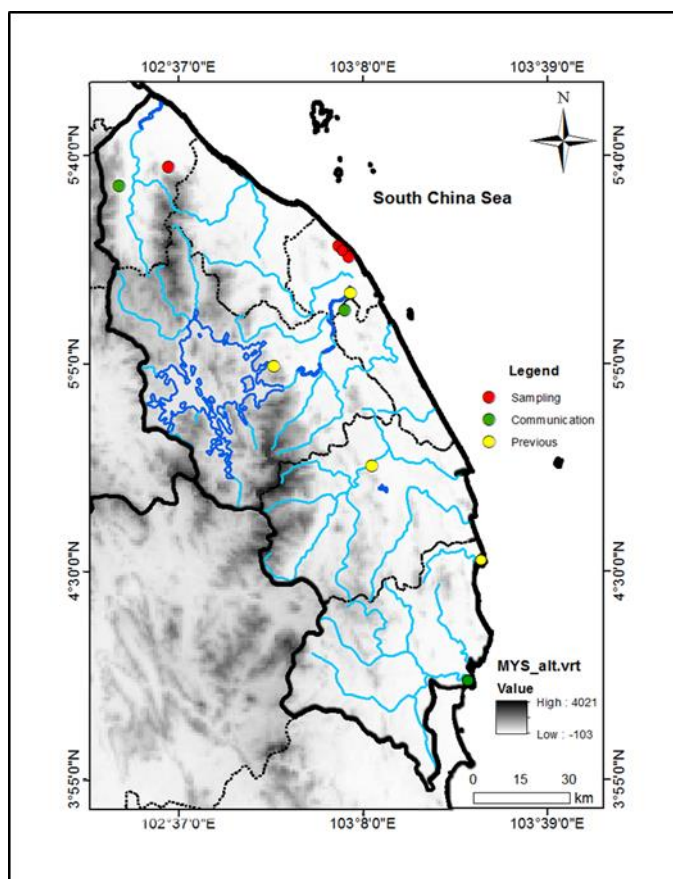 102°37'0"E 103°8'0"E 103°39'0"E
N
5°40'0"N 5°40'0"N
South China Sea
5°5'0"N 5°5'0"N
Legend
Sampling
Communication
Previous
4°30'0"N 4°30'0"N
MYS_alt.vrt
Value
High : 4021
Low : -103
0 15 30
km
3°55'0"N 3°55'0"N
102°37'0"E 103°8'0"E 103°39'0"E